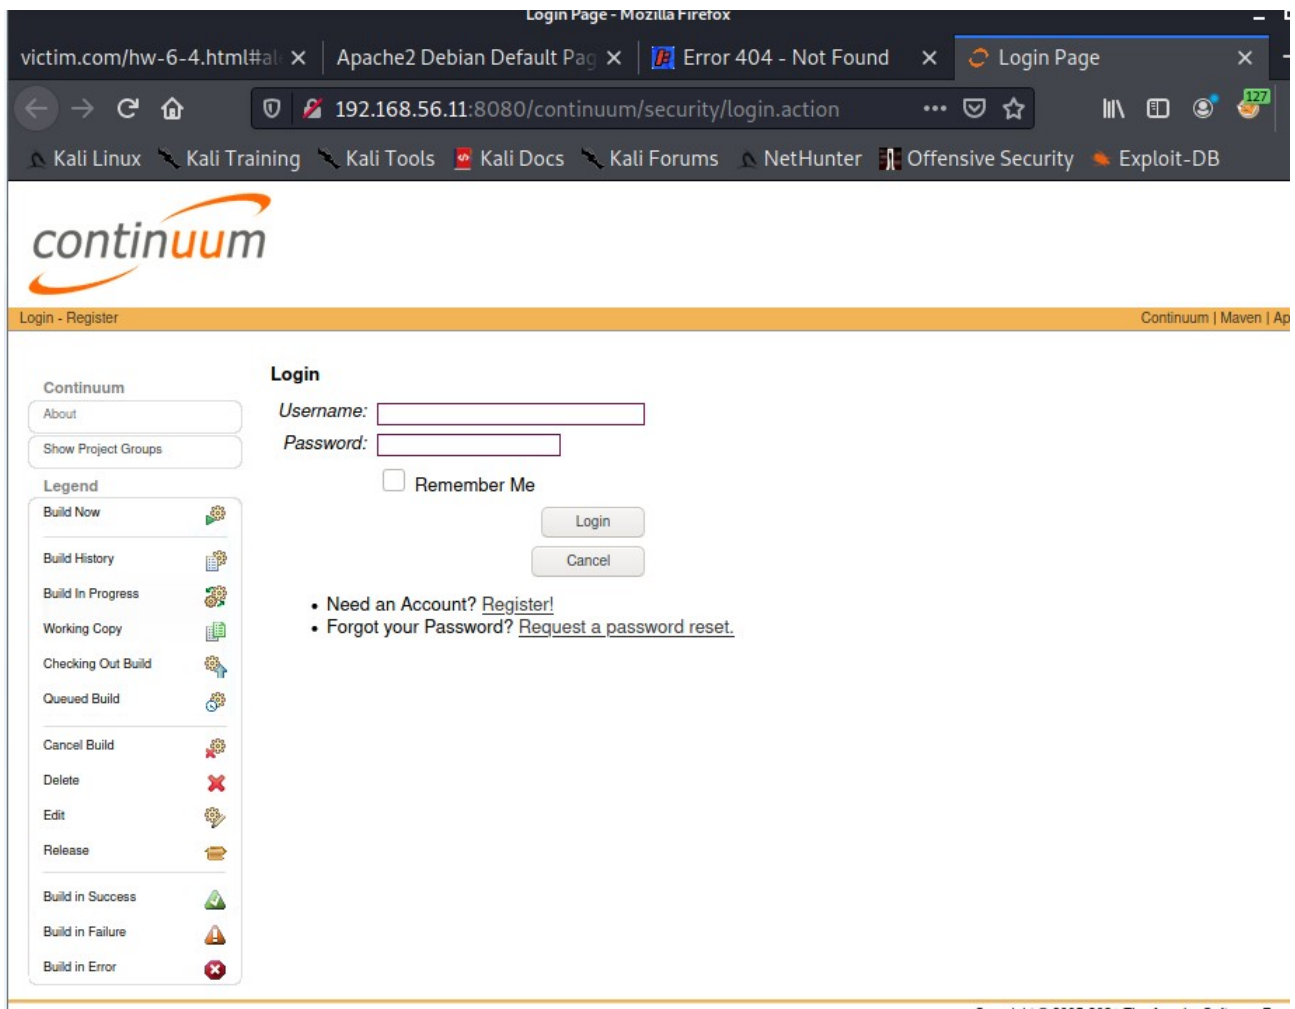 Login Page - Mozilla Firefox
victim.com/hw-6-4.html#al
Apache2 Debian Default Pag
Error 404 - Not Found
Login Page
192.168.56.11:8080/continuum/security/login.action
127
Kali Linux
Kali Training
Kali Tools
Kali Docs
Kali Forums
NetHunter
Offensive Security
Exploit-DB
continuum
Login - Register
Continuum | Maven | Ap
Continuum
About
Show Project Groups
Legend
Build Now
Build History
Build In Progress
Working Copy
Checking Out Build
Queued Build
Cancel Build
Delete
Edit
Release
Build in Success
Build in Failure
Build in Error
Login
Username:
Password:
Remember Me
Login
Cancel
• Need an Account? Register!
• Forgot your Password? Request a password reset.